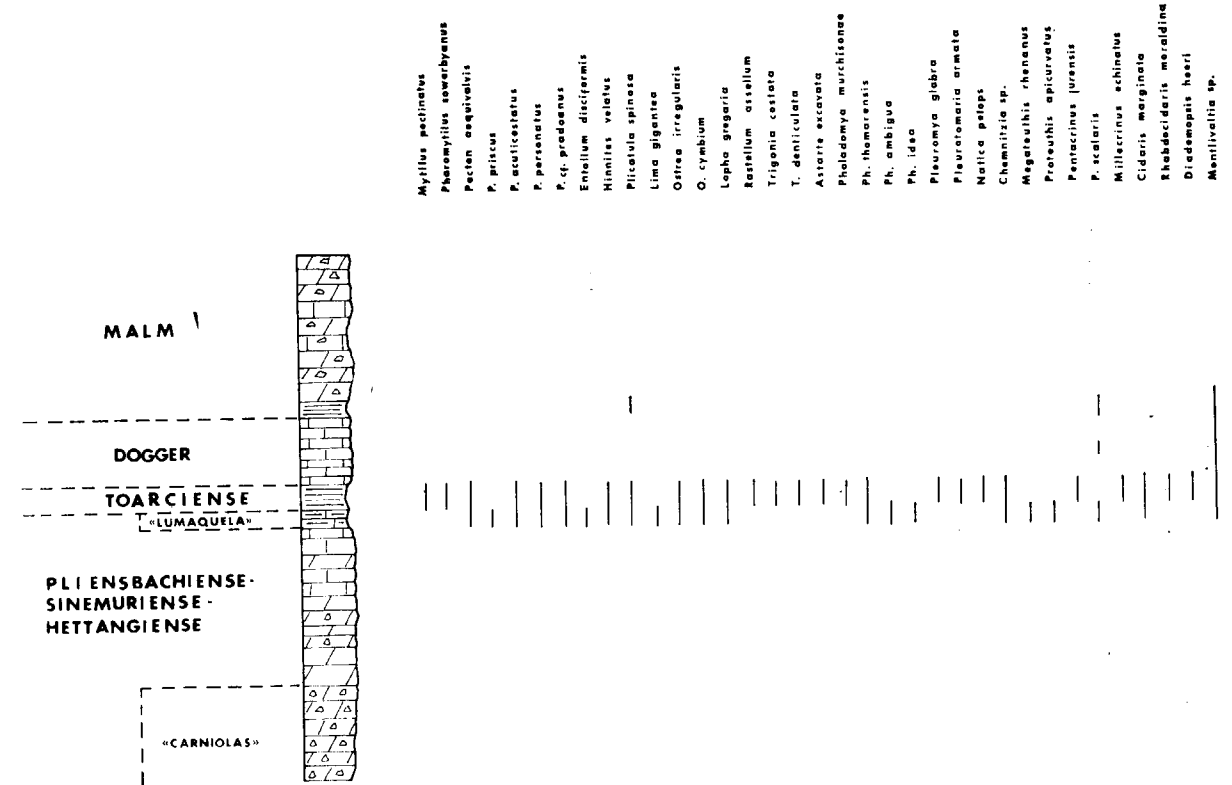 Mytilus pectinatus
Pharomytilus sowerbyanus
Pecten aequivalvis
P. priscus
P. acuticostatus
P. personatus
P. cf. pradoanus
Entolium disciformis
Hinnites velatus
Plicatula spinosa
Lima gigantea
Ostrea irregularis
O. cymbium
Lopha gregaria
Rastellum assellum
Trigonia costata
T. denticulata
Astarte excavata
Pholadomya murchisonae
Ph. thomarensis
Ph. ambigua
Ph. idea
Pleuromya glabra
Pleurotomaria armata
Natica pelops
Chemnitzia sp.
Megateuthis rhenanus
Proteuthis apicurvatus
Pentacrinus jurensis
P. scalaris
Millecrinus echinatus
Cidaris marginata
Rhabdocidaris moraldina
Diademopsis heeri
Montlivaltia sp.
MALM
DOGGER
TOARCIENSE
«LUMAQUELA»
PLIENSBACHIENSE-
SINEMURIENSE-
HETTANGIENSE
«CARNIOLAS»